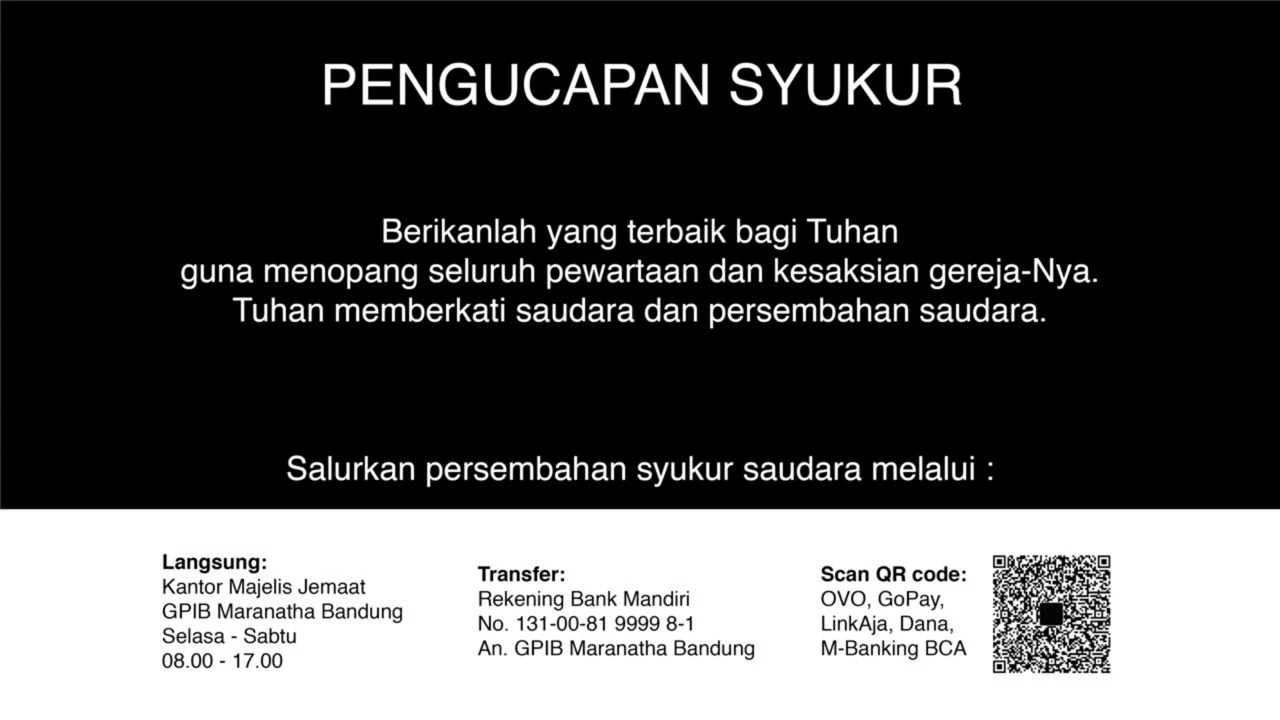 PENGUCAPAN SYUKUR
Berikanlah yang terbaik bagi Tuhan
guna menopang seluruh pewartaan dan kesaksian gereja-Nya.
Tuhan memberkati saudara dan persembahan saudara.
Salurkan persembahan syukur saudara melalui :
Langsung:
Kantor Majelis Jemaat
GPIB Maranatha Bandung
Selasa - Sabtu
08.00 - 17.00
Transfer:
Rekening Bank Mandiri
No. 131-00-81 9999 8-1
An. GPIB Maranatha Bandung
Scan QR code:
OVO, GoPay,
LinkAja, Dana,
M-Banking BCA